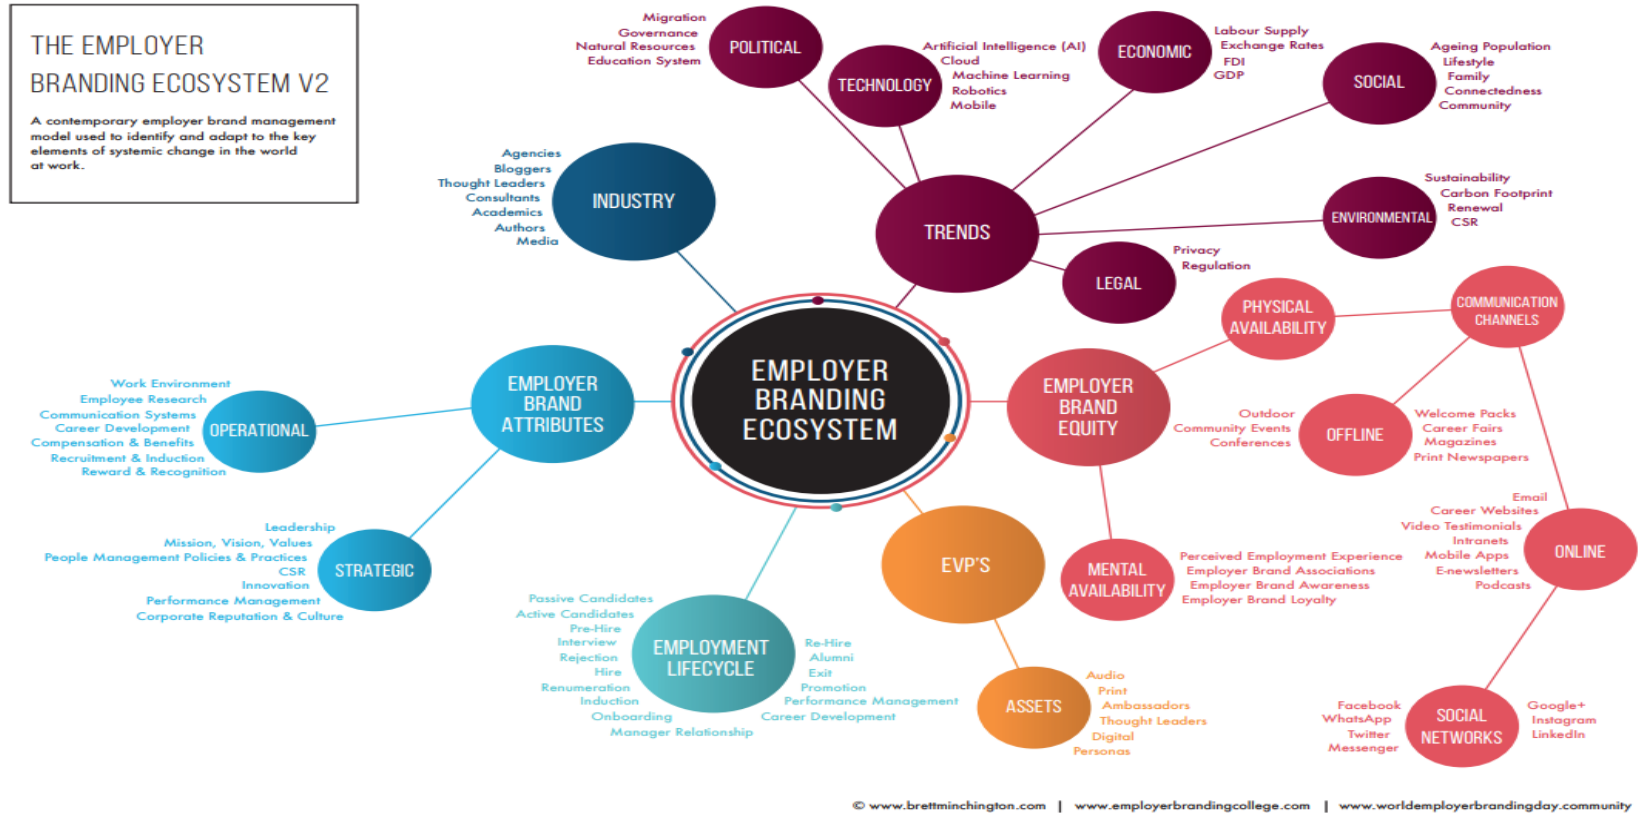 THE EMPLOYER
BRANDING ECOSYSTEM V2
A contemporary employer brand management
model used to identify and adapt to the key
elements of systemic change in the world
at work.
Migration
Governance
Natural Resources
Education System
POLITICAL
Artificial Intelligence (AI)
Cloud
Machine Learning
Robotics
Mobile
TECHNOLOGY
ECONOMIC
Labour Supply
Exchange Rates
FDI
GDP
SOCIAL
Ageing Population
Lifestyle
Family
Connectedness
Community
Agencies
Bloggers
Thought Leaders
Consultants
Academics
Authors
Media
INDUSTRY
TRENDS
ENVIRONMENTAL
Sustainability
Carbon Footprint
Renewal
CSR
LEGAL
Privacy
Regulation
PHYSICAL
AVAILABILITY
COMMUNICATION
CHANNELS
EMPLOYER
BRANDING
ECOSYSTEM
EMPLOYER
BRAND
ATTRIBUTES
EMPLOYER
BRAND
EQUITY
Work Environment
Employee Research
Communication Systems
Career Development
Compensation & Benefits
Recruitment & Induction
Reward & Recognition
OPERATIONAL
Outdoor
Community Events
Conferences
OFFLINE
Welcome Packs
Career Fairs
Magazines
Print Newspapers
Leadership
Mission, Vision, Values
People Management Policies & Practices
CSR
Innovation
Performance Management
Corporate Reputation & Culture
STRATEGIC
EVP'S
MENTAL
AVAILABILITY
Perceived Employment Experience
Employer Brand Associations
Employer Brand Awareness
Employer Brand Loyalty
Email
Career Websites
Video Testimonials
Intranets
Mobile Apps
E-newsletters
Podcasts
ONLINE
Passive Candidates
Active Candidates
Pre-Hire
Interview
Rejection
Hire
Renumeration
Induction
Onboarding
Manager Relationship
EMPLOYMENT
LIFECYCLE
Re-Hire
Alumni
Exit
Promotion
Performance Management
Career Development
ASSETS
Audio
Print
Ambassadors
Thought Leaders
Digital
Personas
Facebook
WhatsApp
Twitter
Messenger
SOCIAL
NETWORKS
Google+
Instagram
LinkedIn
© www.brettminchington.com | www.employerbrandingcollege.com | www.worldemployerbrandingday.community